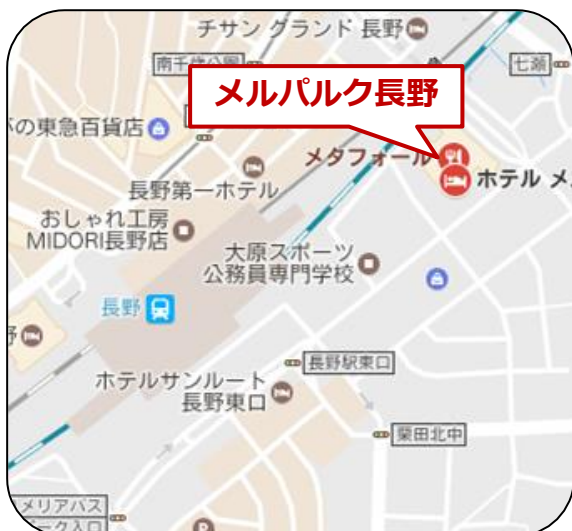 チサン グランド 長野
南千歳公園
七瀬
メルパルク長野
の東急百貨店
メタフォール
ホテル メ
長野第一ホテル
おしゃれ工房
MIDORI長野店
大原スポーツ
公務員専門学校
長野
野
長野駅東口
ホテルサンルート
長野東口
栗田北中
メリアパス
ーク入口